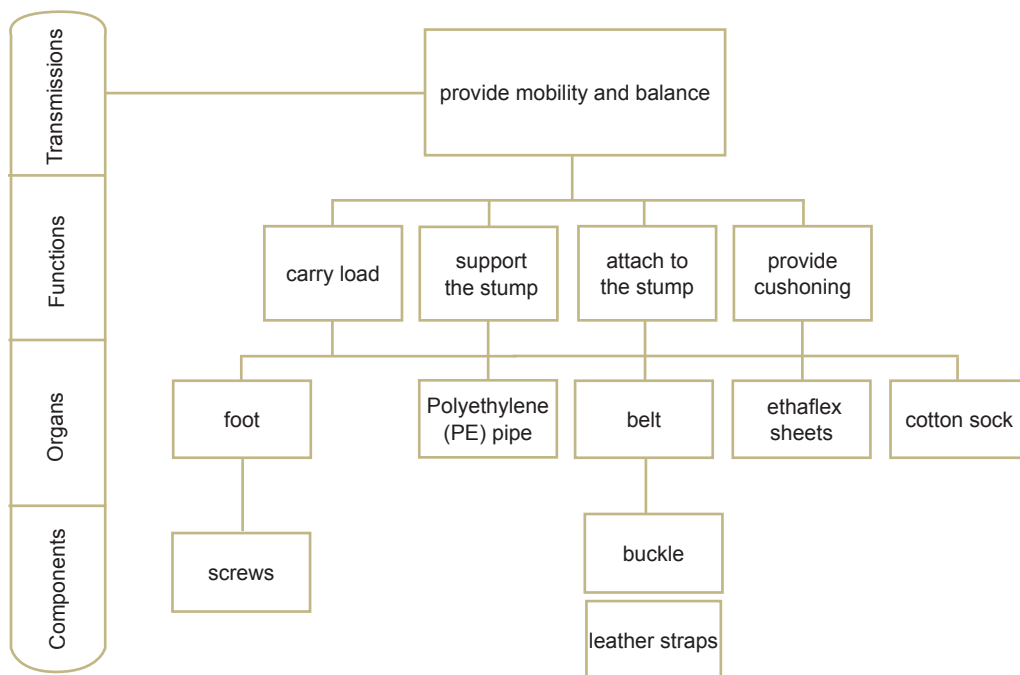 Transmissions
provide mobility and balance
Functions
carry load
support
the stump
attach to
the stump
provide
cushoning
Organs
foot
Polyethylene
(PE) pipe
belt
ethaflex
sheets
cotton sock
Components
screws
buckle
leather straps